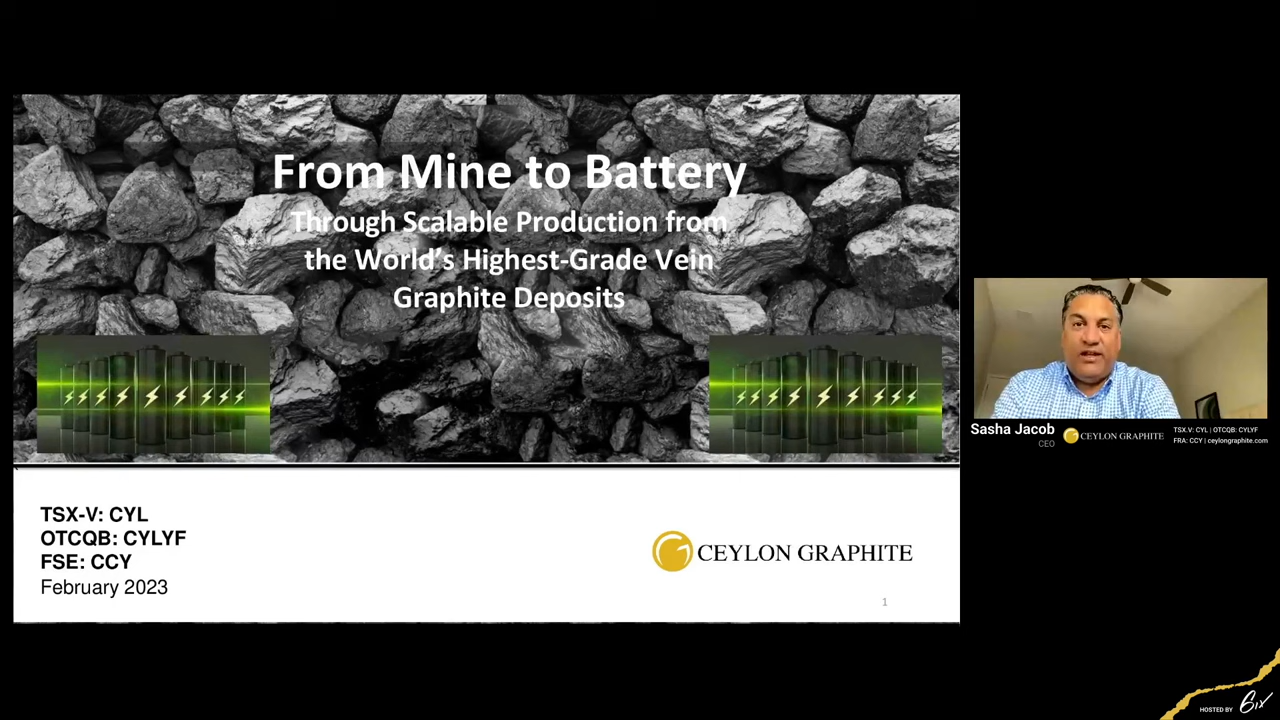 From Mine to Battery
Through Scalable Production from
the World's Highest-Grade Vein
Graphite Deposits
TSX-V: CYL
OTCQB: CYLYF
FSE: CCY
February 2023
CEYLON GRAPHITE
1
Sasha Jacob
CEO
CEYLON GRAPHITE
TSX.V: CYL | OTCQB: CYLYF
FRA: CCY | ceylongraphite.com
HOSTED BY 6ix